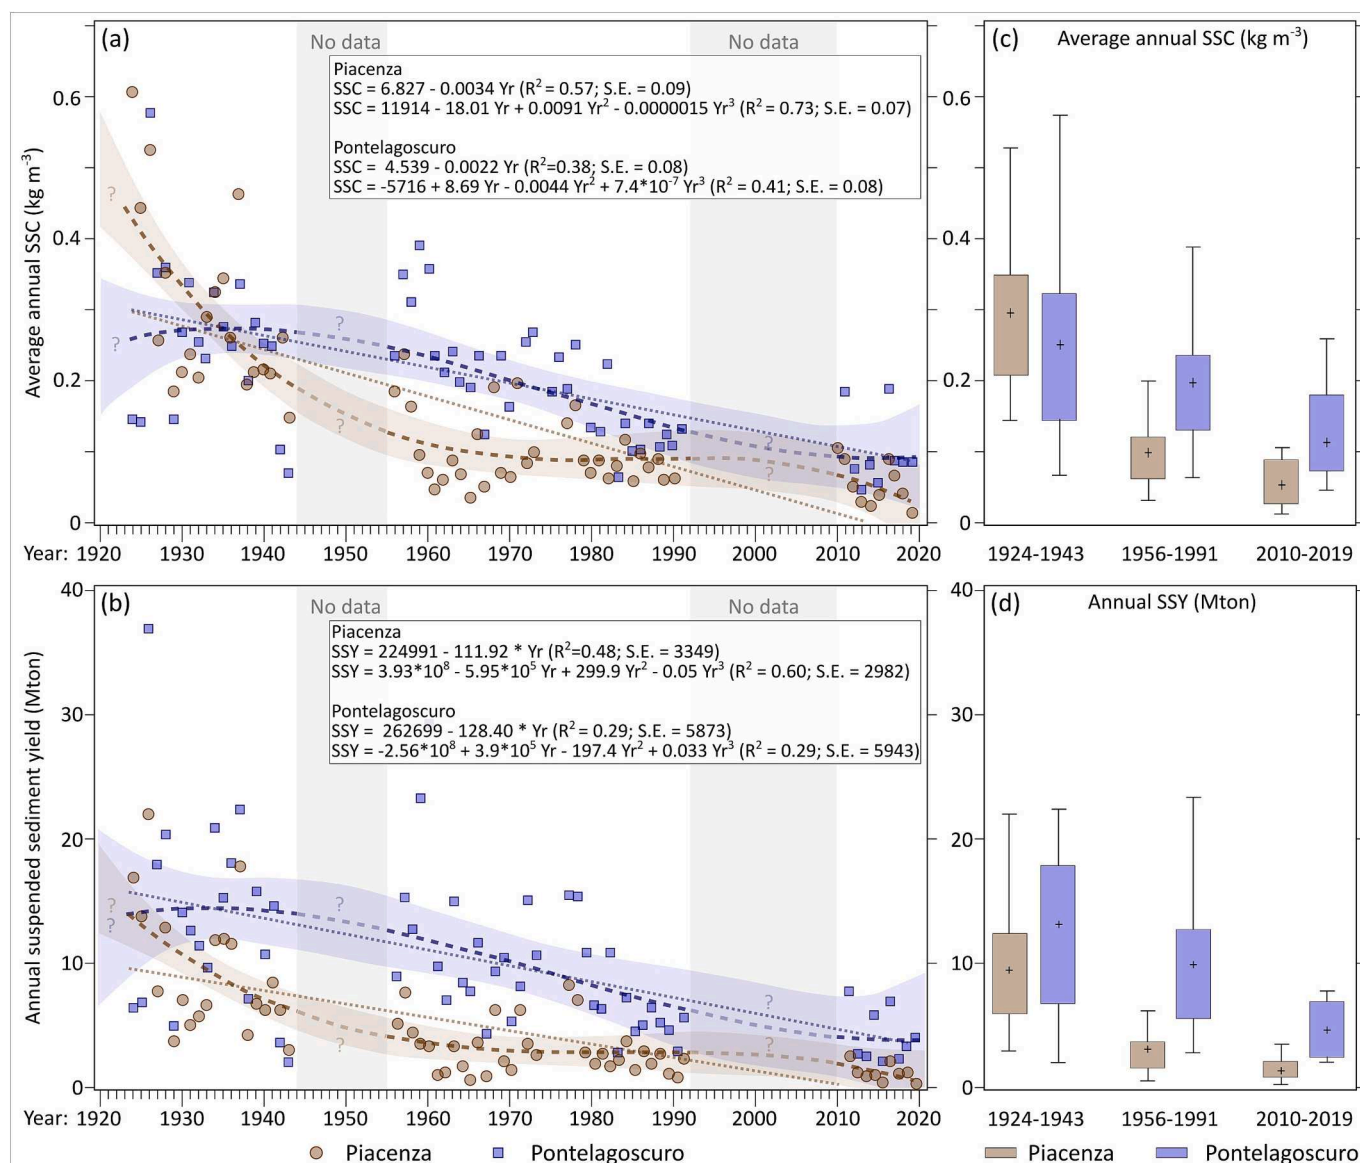 (a)
No data
No data
Piacenza
SSC = 6.827 - 0.0034 Yr (R² = 0.57; S.E. = 0.09)
SSC = 11914 - 18.01 Yr + 0.0091 Yr² - 0.0000015 Yr³ (R² = 0.73, S.E. = 0.07)
Pontelagoscuro
SSC = 4.539 - 0.0022 Yr (R²=0.38; S.E. = 0.08)
SSC = -5716 + 8.69 Yr - 0.0044 Yr² + 7.4*10⁻⁷ Yr³ (R² = 0.41; S.E. = 0.08)
Average annual SSC (kg m⁻³)
0.6
0.4
0.2
0
? ? ? ? ? ?
Year: 1920 1930 1940 1950 1960 1970 1980 1990 2000 2010 2020
(c)
Average annual SSC (kg m⁻³)
0.6
0.4
0.2
0
1924-1943 1956-1991 2010-2019
(b)
No data
No data
Piacenza
SSY = 224991 - 111.92 * Yr (R²=0.48; S.E. = 3349)
SSY = 3.93*10⁸ - 5.95*10⁵ Yr + 299.9 Yr² - 0.05 Yr³ (R² = 0.60; S.E. = 2982)
Pontelagoscuro
SSY = 262699 - 128.40 * Yr (R² = 0.29; S.E. = 5873)
SSY = -2.56*10⁸ + 3.9*10⁵ Yr - 197.4 Yr² + 0.033 Yr³ (R² = 0.29; S.E. = 5943)
Annual suspended sediment yield (Mton)
40
30
20
10
0
? ? ? ? ? ?
Year: 1920 1930 1940 1950 1960 1970 1980 1990 2000 2010 2020
Piacenza Pontelagoscuro
(d)
Annual SSY (Mton)
40
30
20
10
0
1924-1943 1956-1991 2010-2019
Piacenza Pontelagoscuro